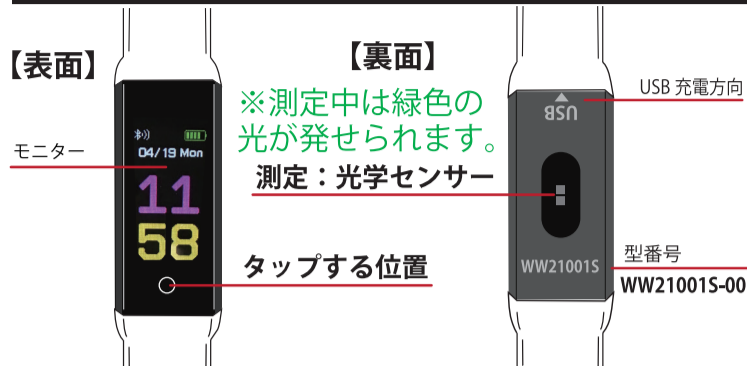 【表面】
【裏面】
※測定中は緑色の
光が発せられます。
モニター
04/19 Mon
11
58
測定：光学センサー
タップする位置
USB
USB 充電方向
WW21001S
型番号
WW21001S-00